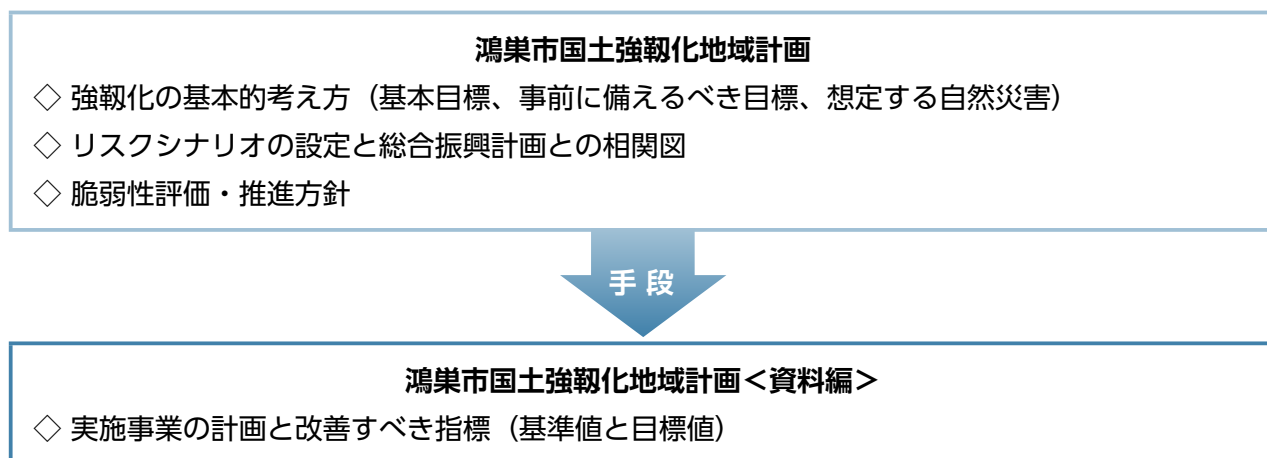 鴻巣市国土強靱化地域計画
◇ 強靱化の基本的考え方（基本目標、事前に備えるべき目標、想定する自然災害）
◇ リスクシナリオの設定と総合振興計画との相関図
◇ 脆弱性評価・推進方針
手 段
鴻巣市国土強靱化地域計画＜資料編＞
◇ 実施事業の計画と改善すべき指標（基準値と目標値）